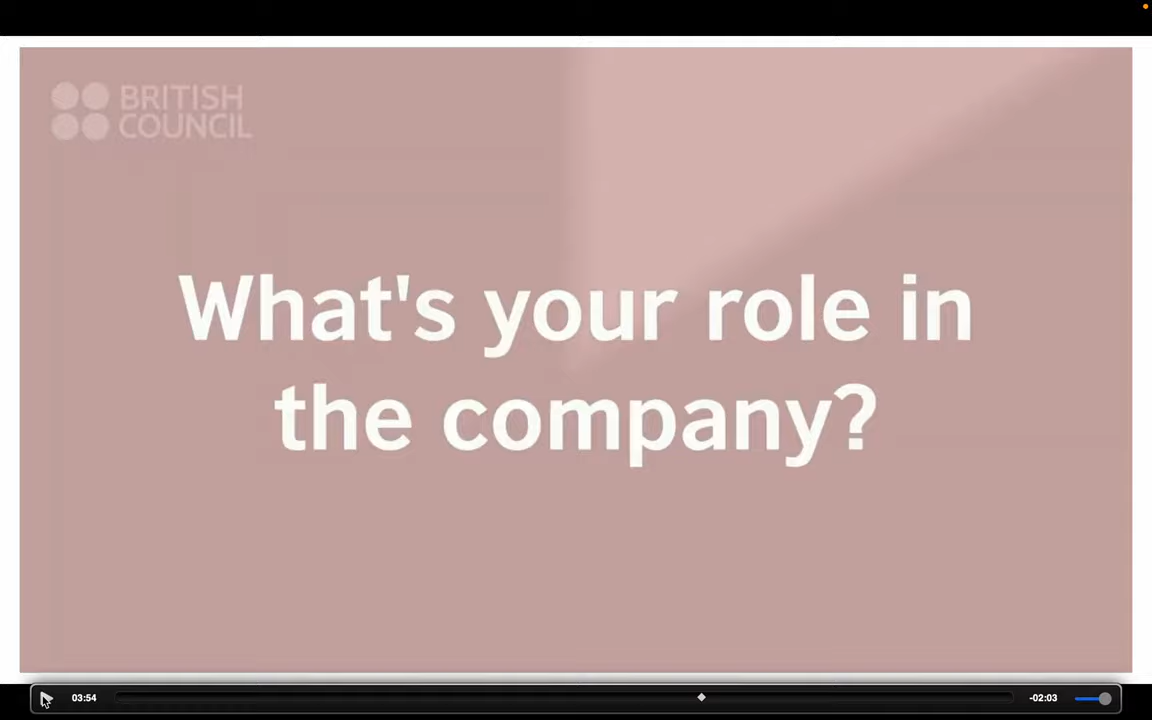 BRITISH
COUNCIL
What's your role in
the company?
03:54
-02:03